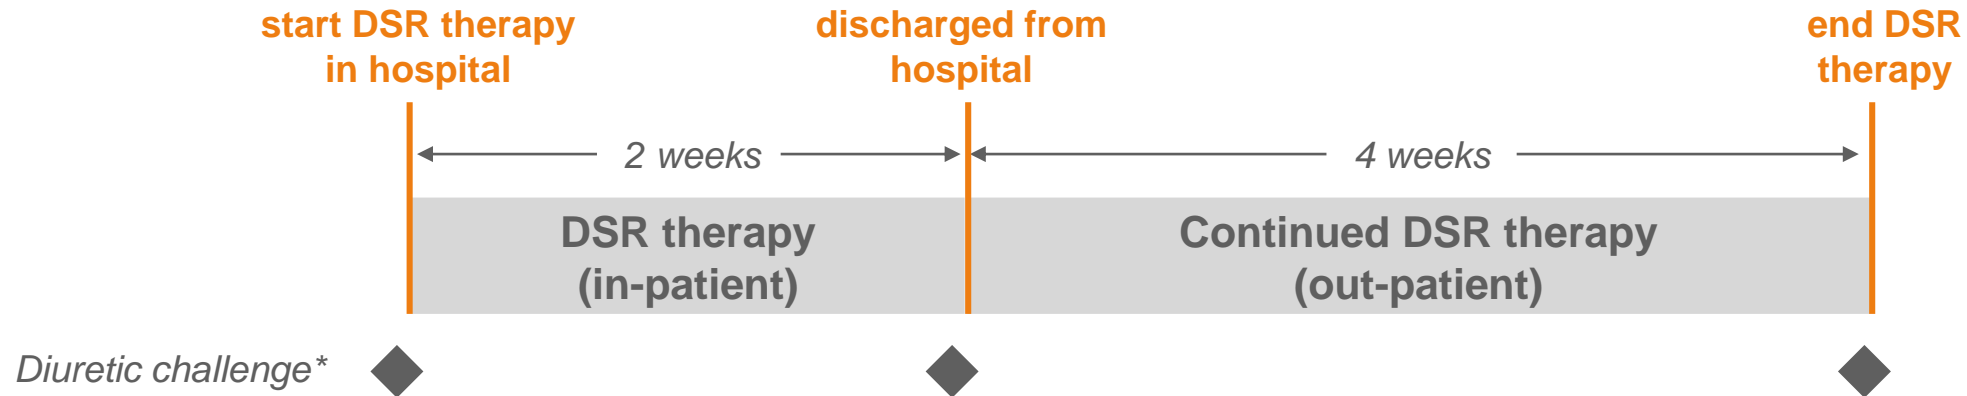 start DSR therapy
in hospital
discharged from
hospital
end DSR
therapy
2 weeks
4 weeks
DSR therapy
(in-patient)
Continued DSR therapy
(out-patient)
Diuretic challenge*